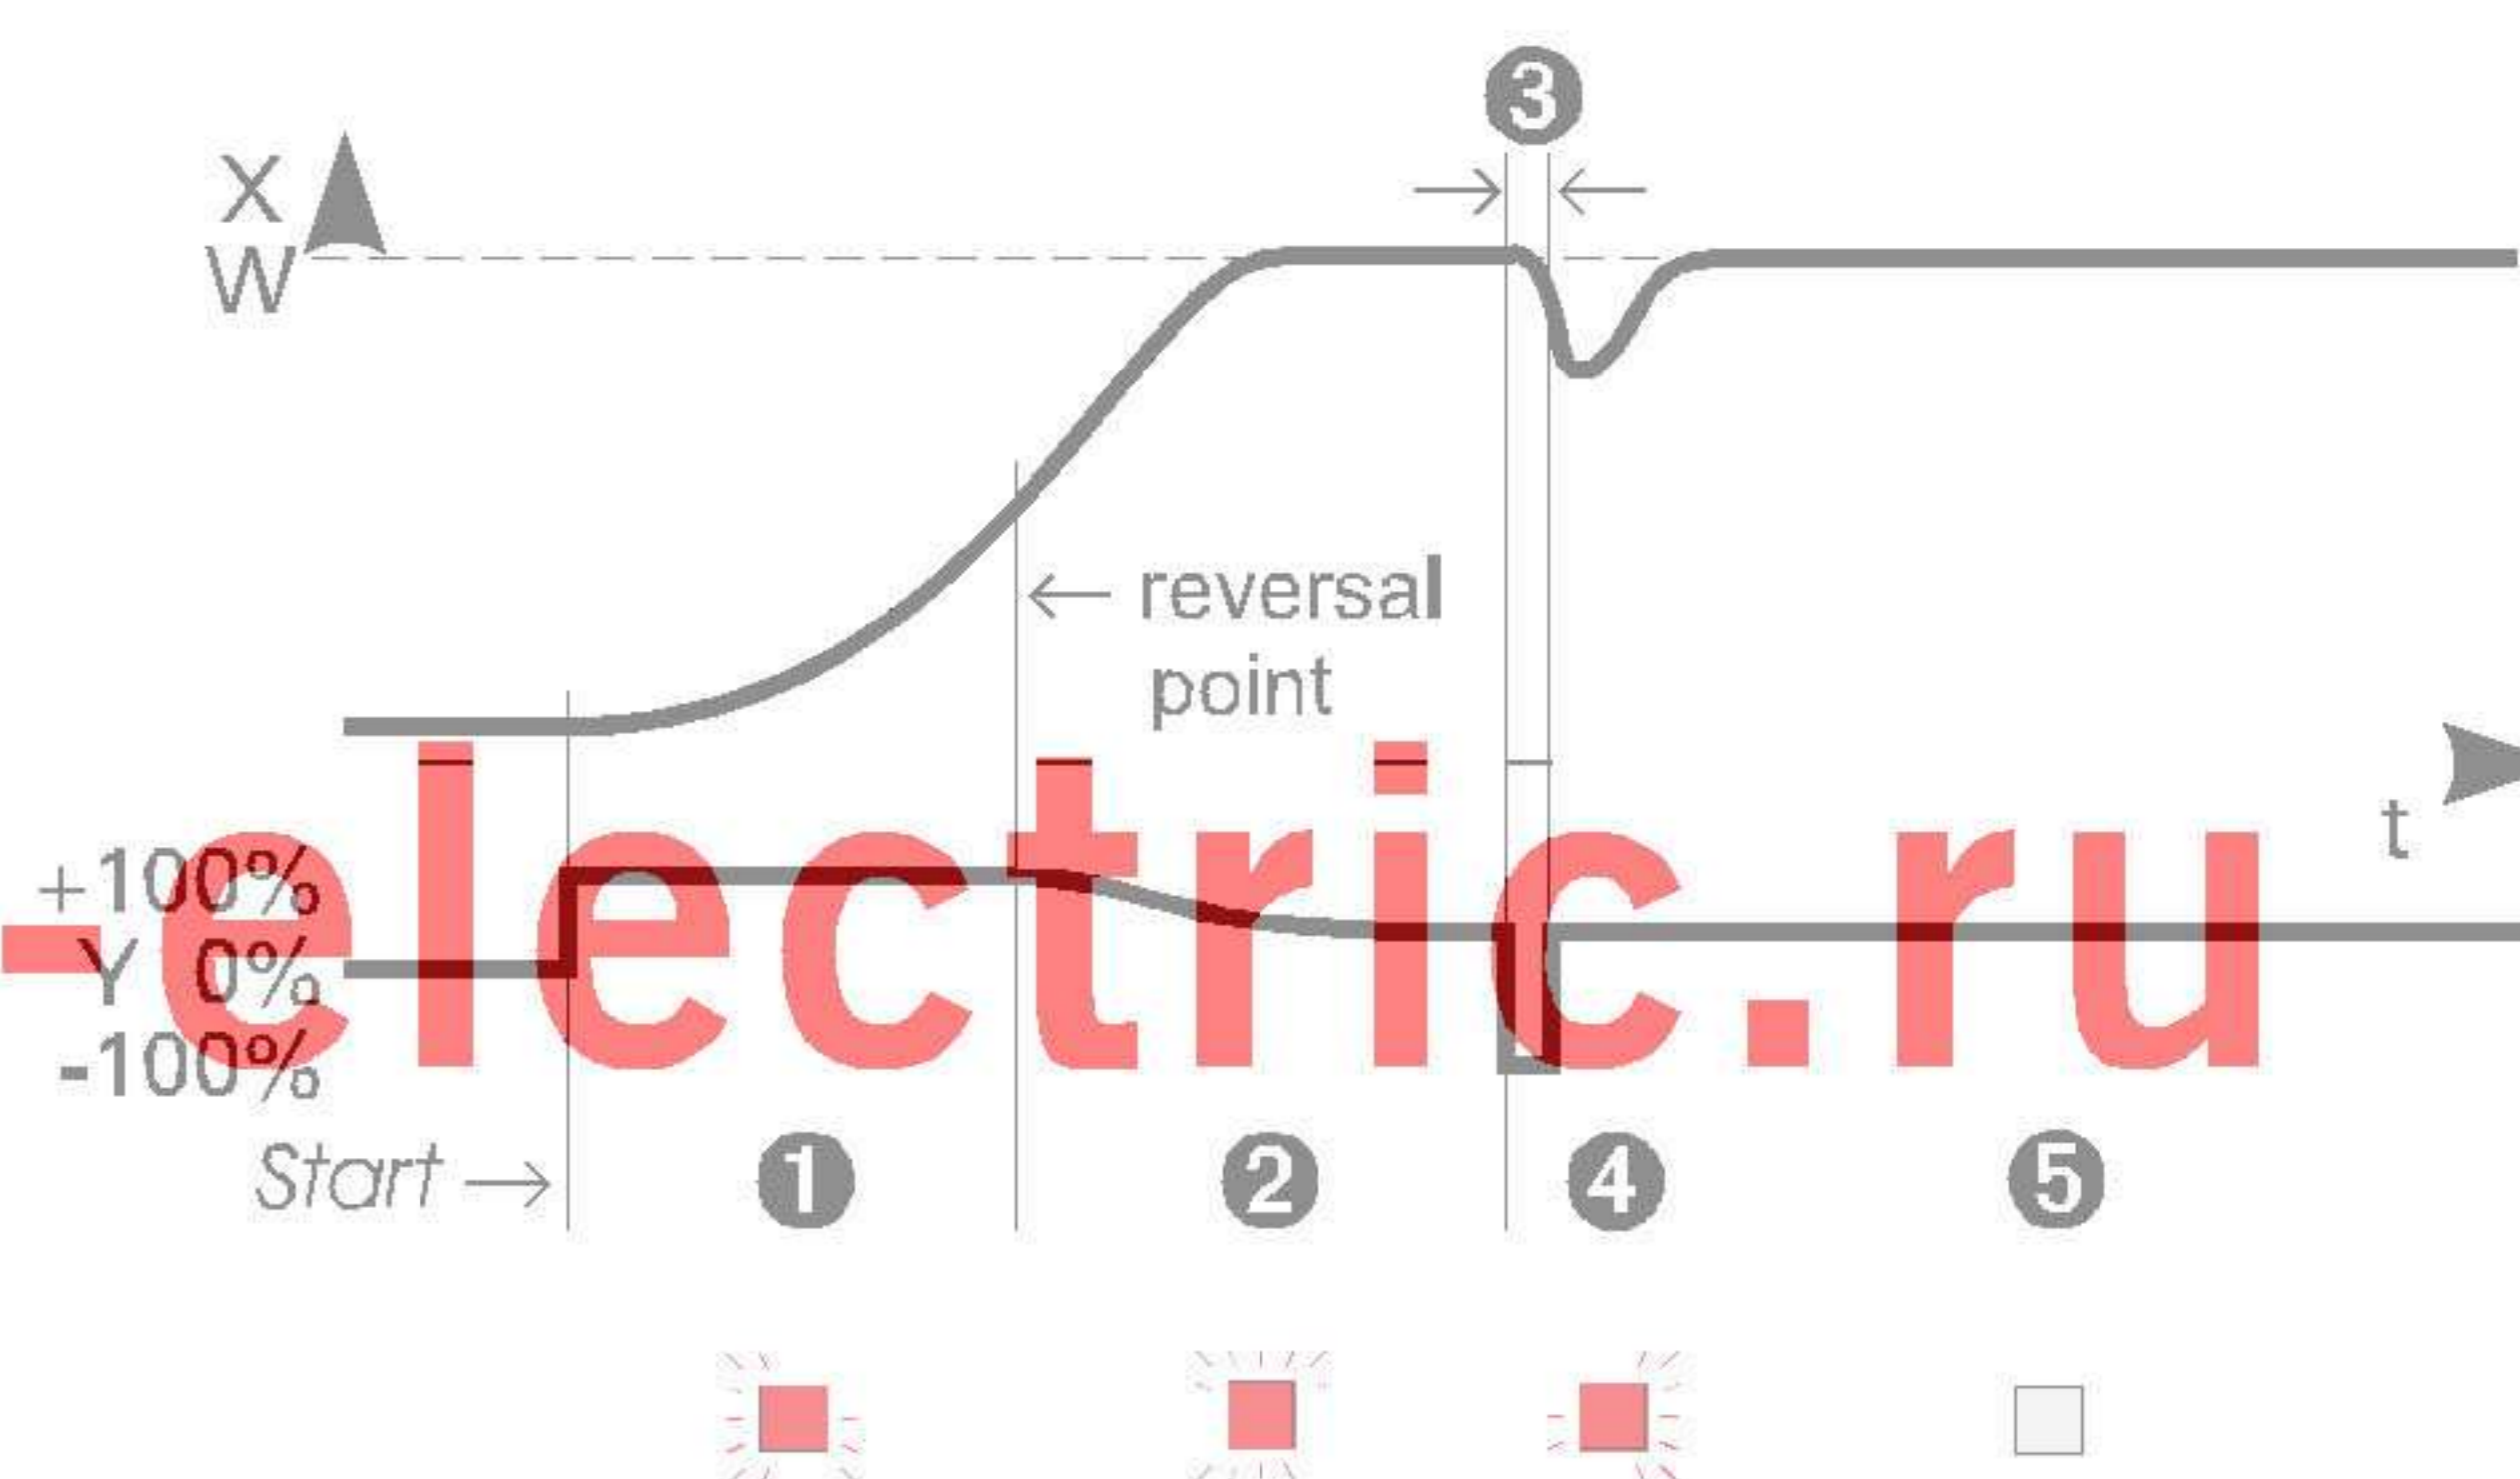 3
X
W
reversal
point
t
+100%
Y 0%
-100%
-electric.ru
Start
1
2
4
5